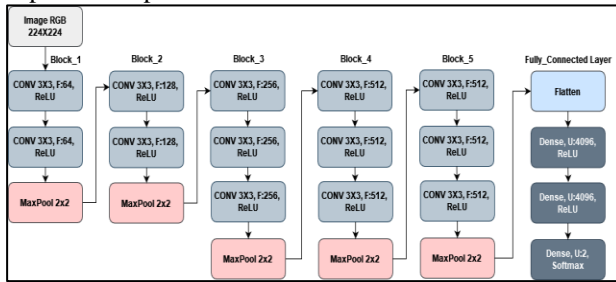 Image RGB
224X224
Block_1
CONV 3X3, F:64,
ReLU
CONV 3X3, F:64,
ReLU
MaxPool 2x2
Block_2
CONV 3X3, F:128,
ReLU
CONV 3X3, F:128,
ReLU
MaxPool 2x2
Block_3
CONV 3X3, F:256,
ReLU
CONV 3X3, F:256,
ReLU
CONV 3X3, F:256,
ReLU
MaxPool 2x2
Block_4
CONV 3X3, F:512,
ReLU
CONV 3X3, F:512,
ReLU
CONV 3X3, F:512,
ReLU
MaxPool 2x2
Block_5
CONV 3X3, F:512,
ReLU
CONV 3X3, F:512,
ReLU
CONV 3X3, F:512,
ReLU
MaxPool 2x2
Fully_Connected Layer
Flatten
Dense, U:4096,
ReLU
Dense, U:4096,
ReLU
Dense, U:2,
Softmax